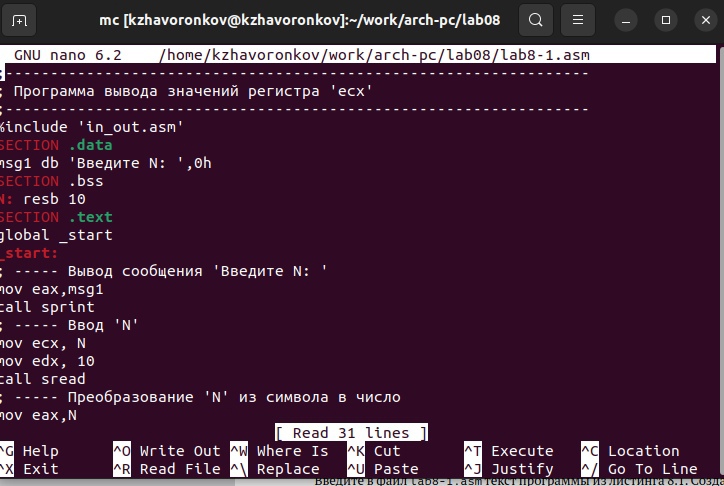 mc [kzhavoronkov@kzhavoronkov]:~/work/arch-pc/lab08
GNU nano 6.2 /home/kzhavoronkov/work/arch-pc/lab08/lab8-1.asm
;-----------------------------------------------------------------
; Программа вывода значений регистра 'ecx'
;-----------------------------------------------------------------
%include 'in_out.asm'
SECTION .data
msg1 db 'Введите N: ',0h
SECTION .bss
N: resb 10
SECTION .text
global _start
_start:
; ----- Вывод сообщения 'Введите N: '
mov eax,msg1
call sprint
; ----- Ввод 'N'
mov ecx, N
mov edx, 10
call sread
; ----- Преобразование 'N' из символа в число
mov eax,N
[ Read 31 lines ]
^G Help ^O Write Out ^W Where Is ^K Cut ^T Execute ^C Location
^X Exit ^R Read File ^\ Replace ^U Paste ^J Justify ^/ Go To Line
Введите в файл lab8-1.asm текст программы из листинга 8.1. Созда